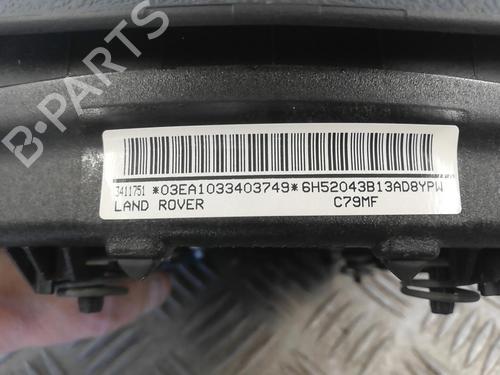 B-PARTS
3411751 *03EA1033403749*6H52043B13AD8YPW
LAND ROVER C79MF